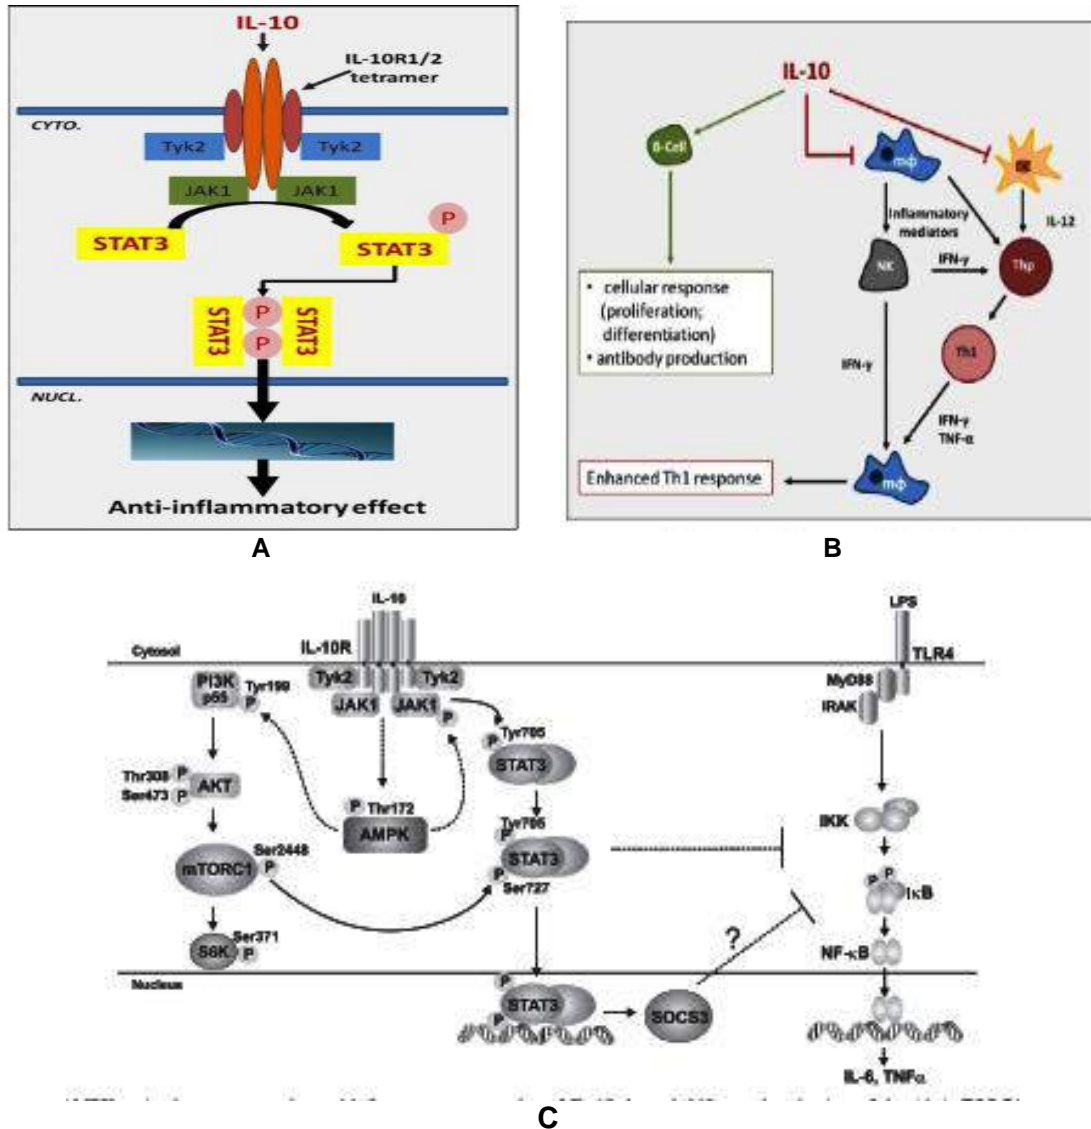 IL-10
IL-10R1/2
tetramer
CYTO.
Tyk2
Tyk2
JAK1
JAK1
P
STAT3
STAT3
STAT3
P
P
STAT3
NUCL.
Anti-inflammatory effect
A
IL-10
B-Cell
mφ
IL-12
Inflammatory
mediators
NK
IFN-γ
Thp
• cellular response
(proliferation;
differentiation)
• antibody production
Th1
IFN-γ
IFN-γ
TNF-α
Enhanced Th1 response
mφ
B
IL-10
LPS
IL-10R
Cytosol
TLR4
PI3K
p55
Tyr199
P
Tyk2
Tyk2
MyD88
JAK1
JAK1
P
IRAK
Tyr705
P
STAT3
Thr308
P
Ser473
P
AKT
P
Thr172
AMPK
IKK
Tyr705
P
STAT3
P
Ser727
mTORC1
Ser2448
P
P
P
IκB
S6K
Ser371
P
?
NF-κB
Nucleus
P
STAT3
P
SOCS3
IL-6, TNFα
C